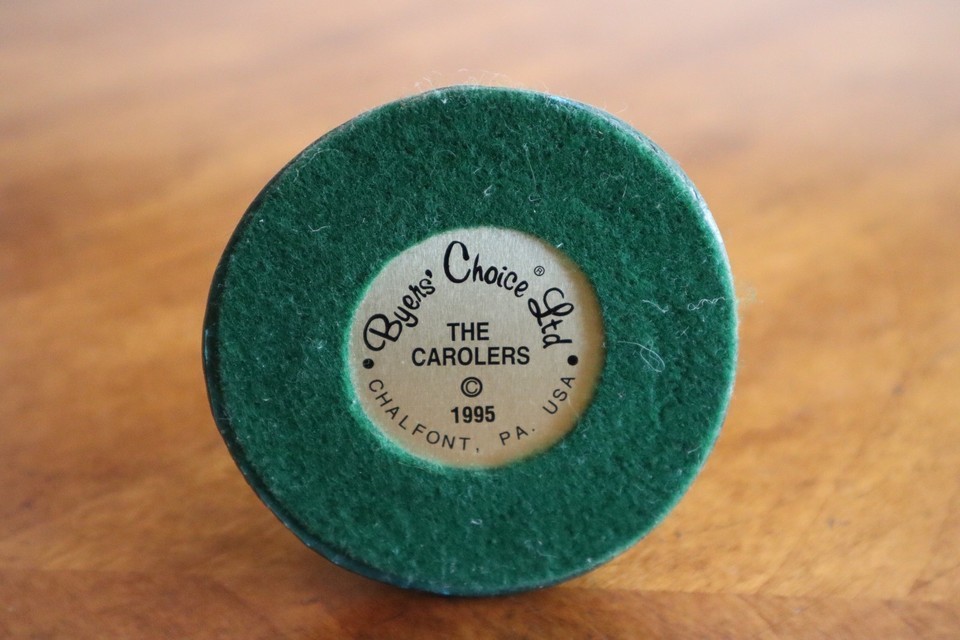 Byers' Choice® Ltd
THE
CAROLERS
©
1995
CHALFONT, PA. USA